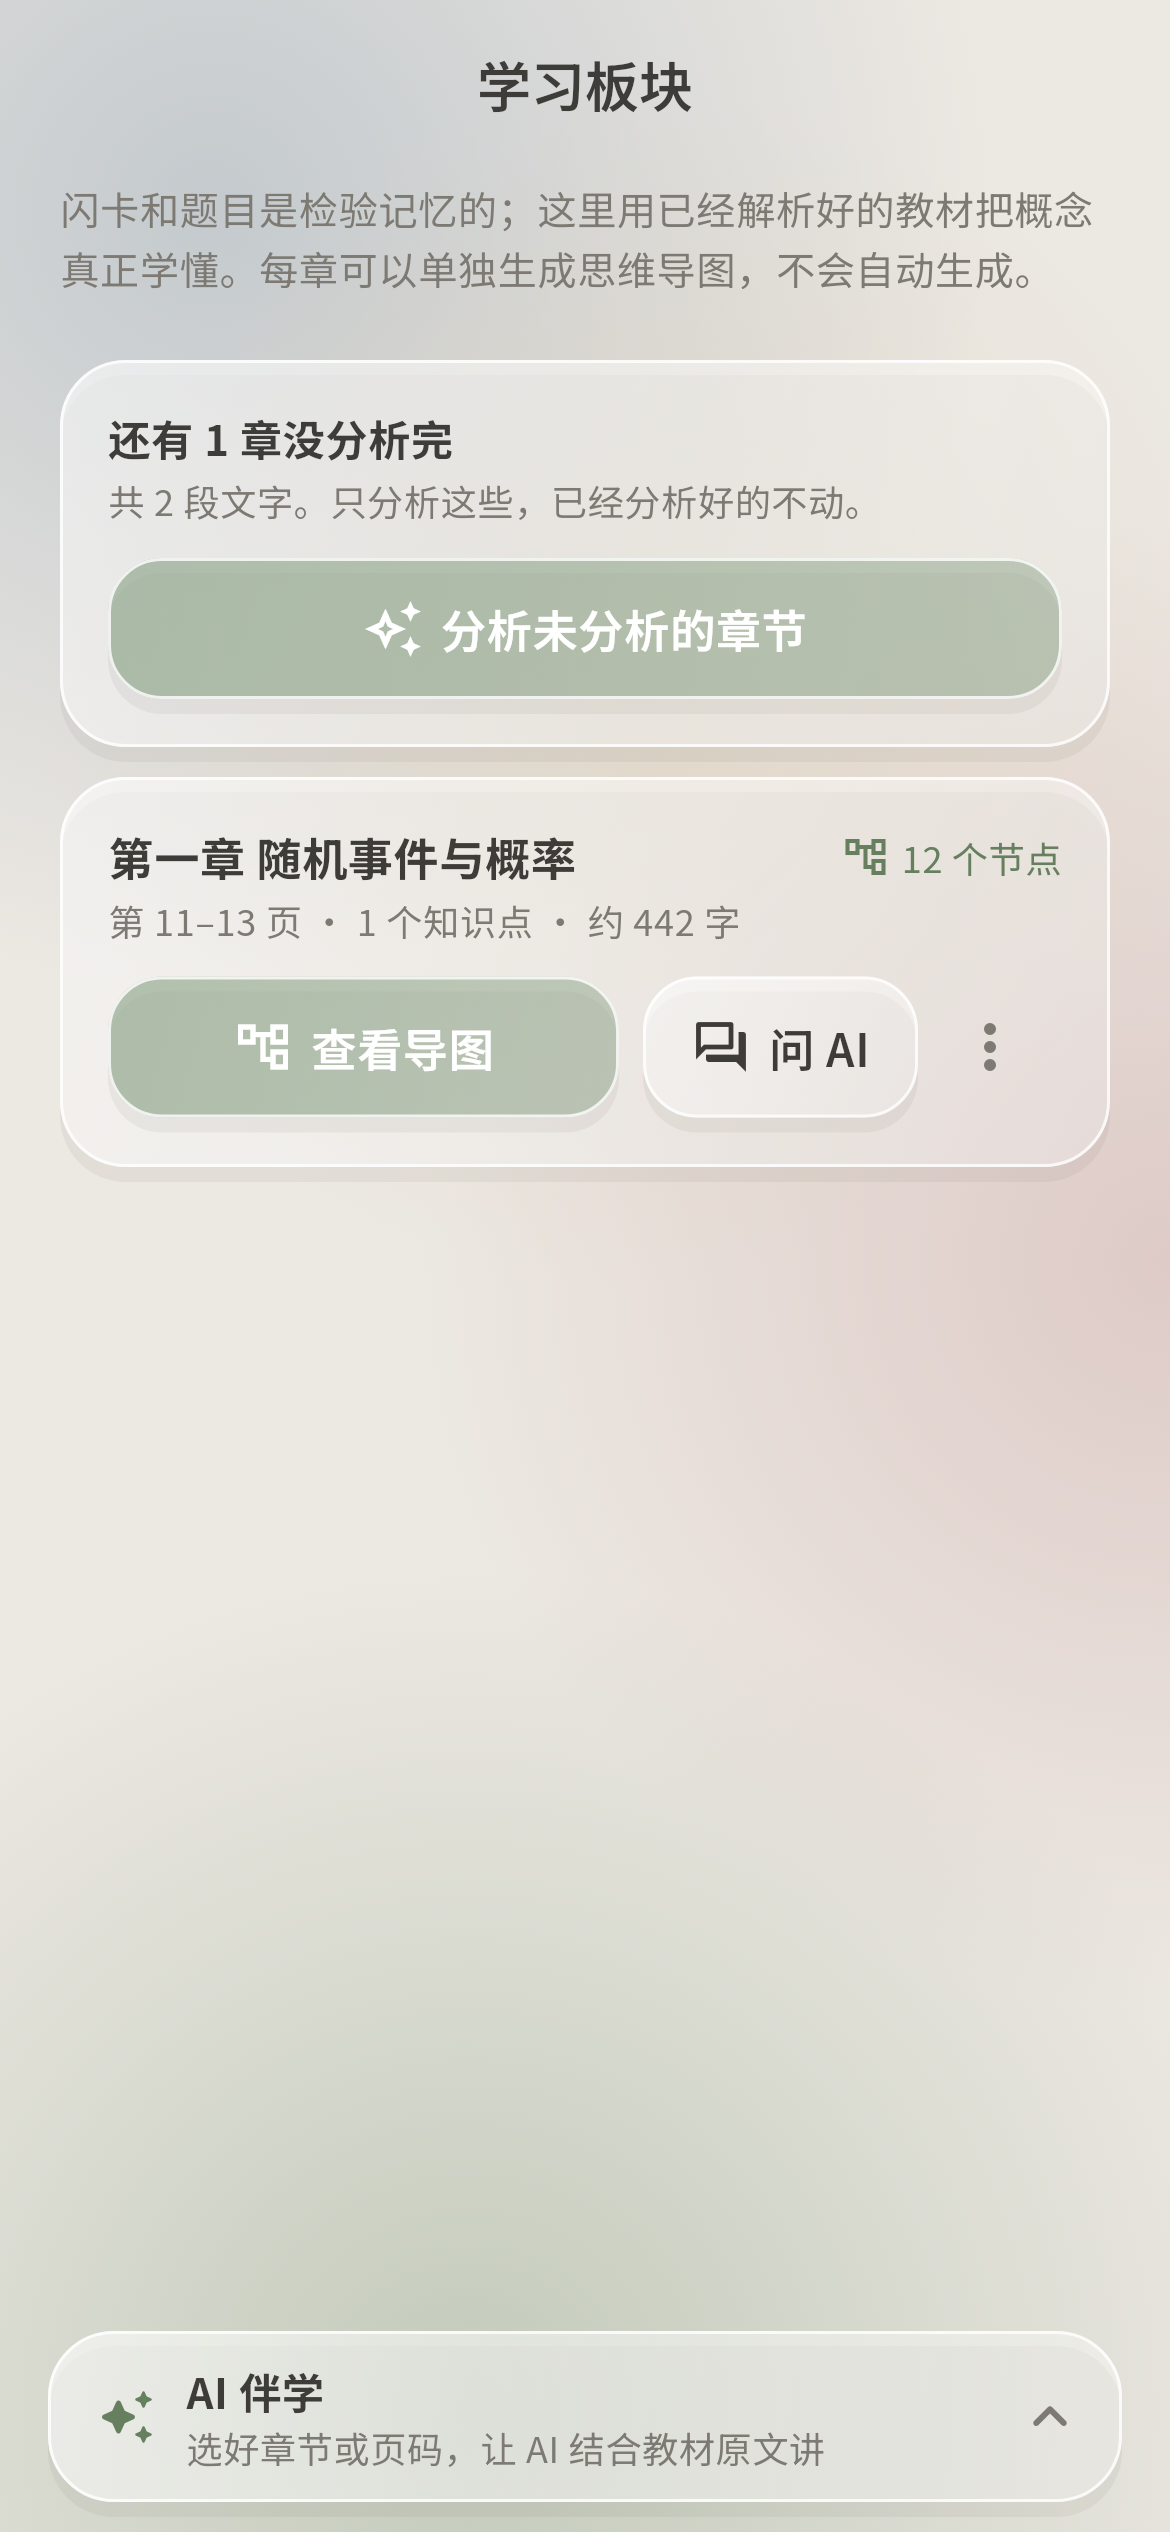 学习板块
闪卡和题目是检验记忆的；这里用已经解析好的教材把概念
真正学懂。每章可以单独生成思维导图，不会自动生成。
还有 1 章没分析完
共 2 段文字。只分析这些，已经分析好的不动。
分析未分析的章节
第一章 随机事件与概率
12 个节点
第 11–13 页 · 1 个知识点 · 约 442 字
查看导图
问 AI
AI 伴学
选好章节或页码，让 AI 结合教材原文讲